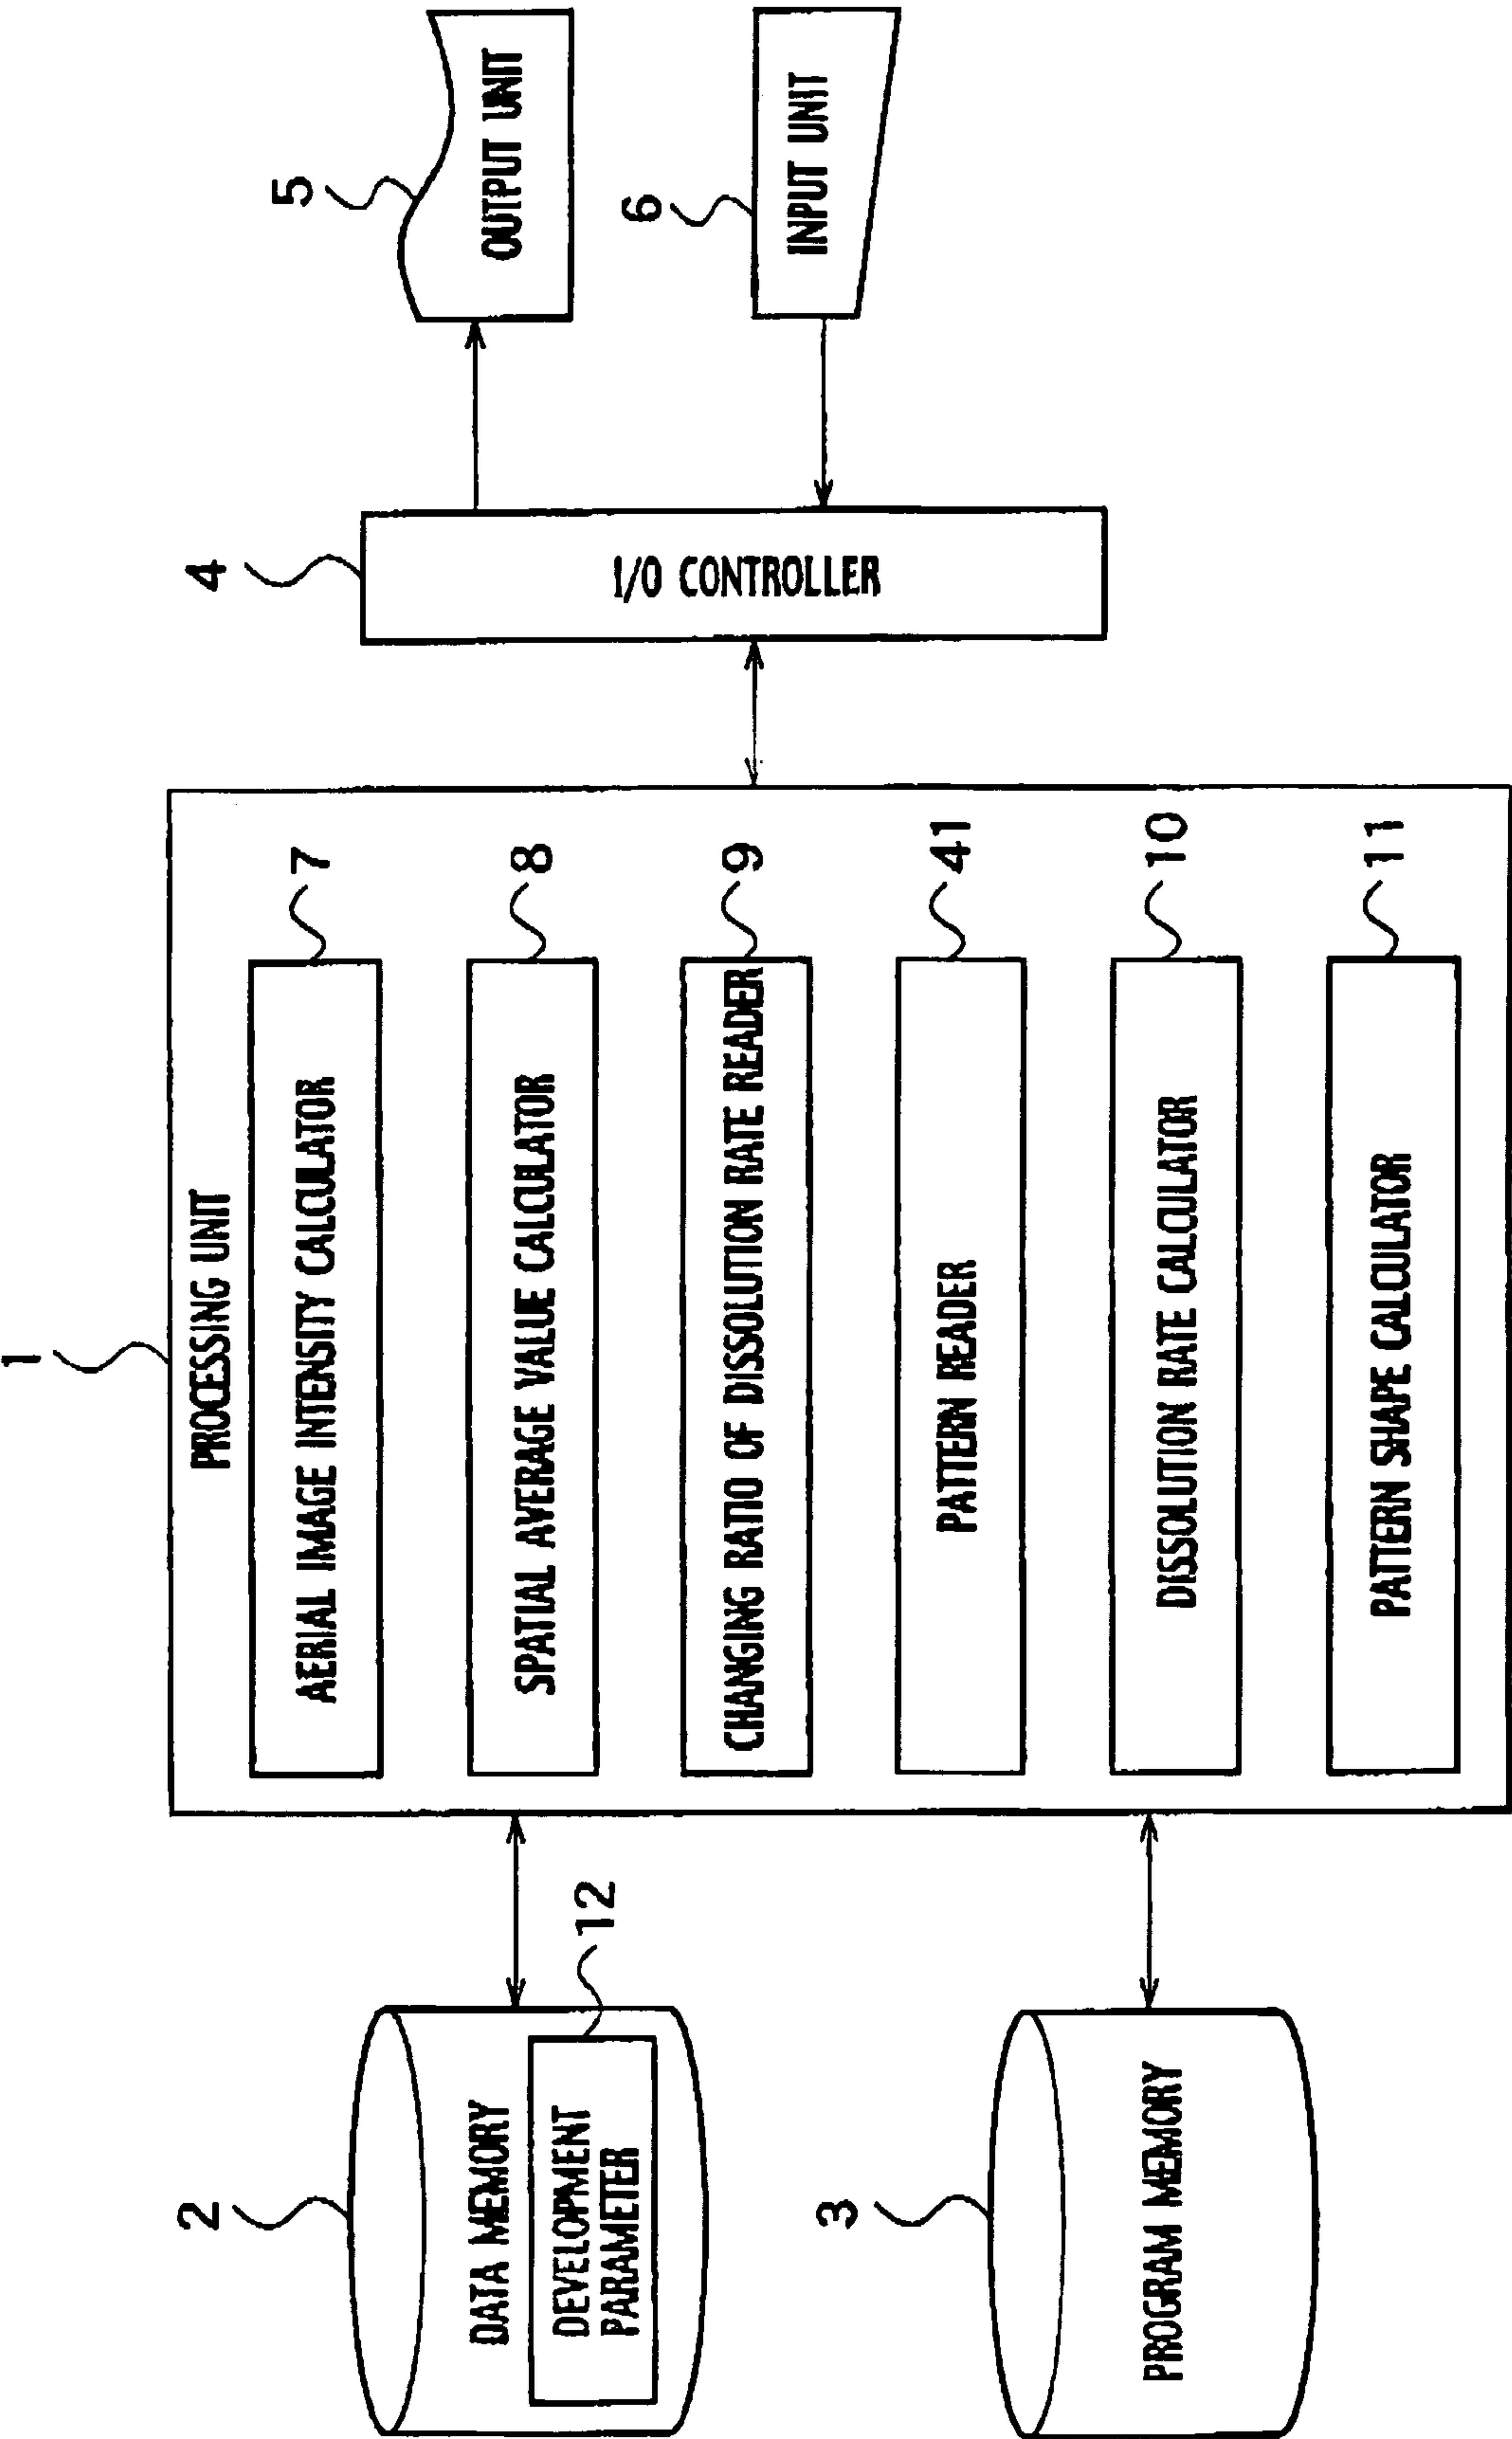 1
PROCESSING UNIT
AERIAL IMAGE INTENSITY CALCULATOR
7
SPATIAL AVERAGE VALUE CALCULATOR
8
CHANGING RATIO OF DISSOLUTION RATE READER
9
PATTERN READER
41
DISSOLUTION RATE CALCULATOR
10
PATTERN SHAPE CALCULATOR
11
2
DATA MEMORY
DEVELOPMENT
PARAMETER
12
3
PROGRAM MEMORY
4
I/O CONTROLLER
5
OUTPUT UNIT
6
INPUT UNIT